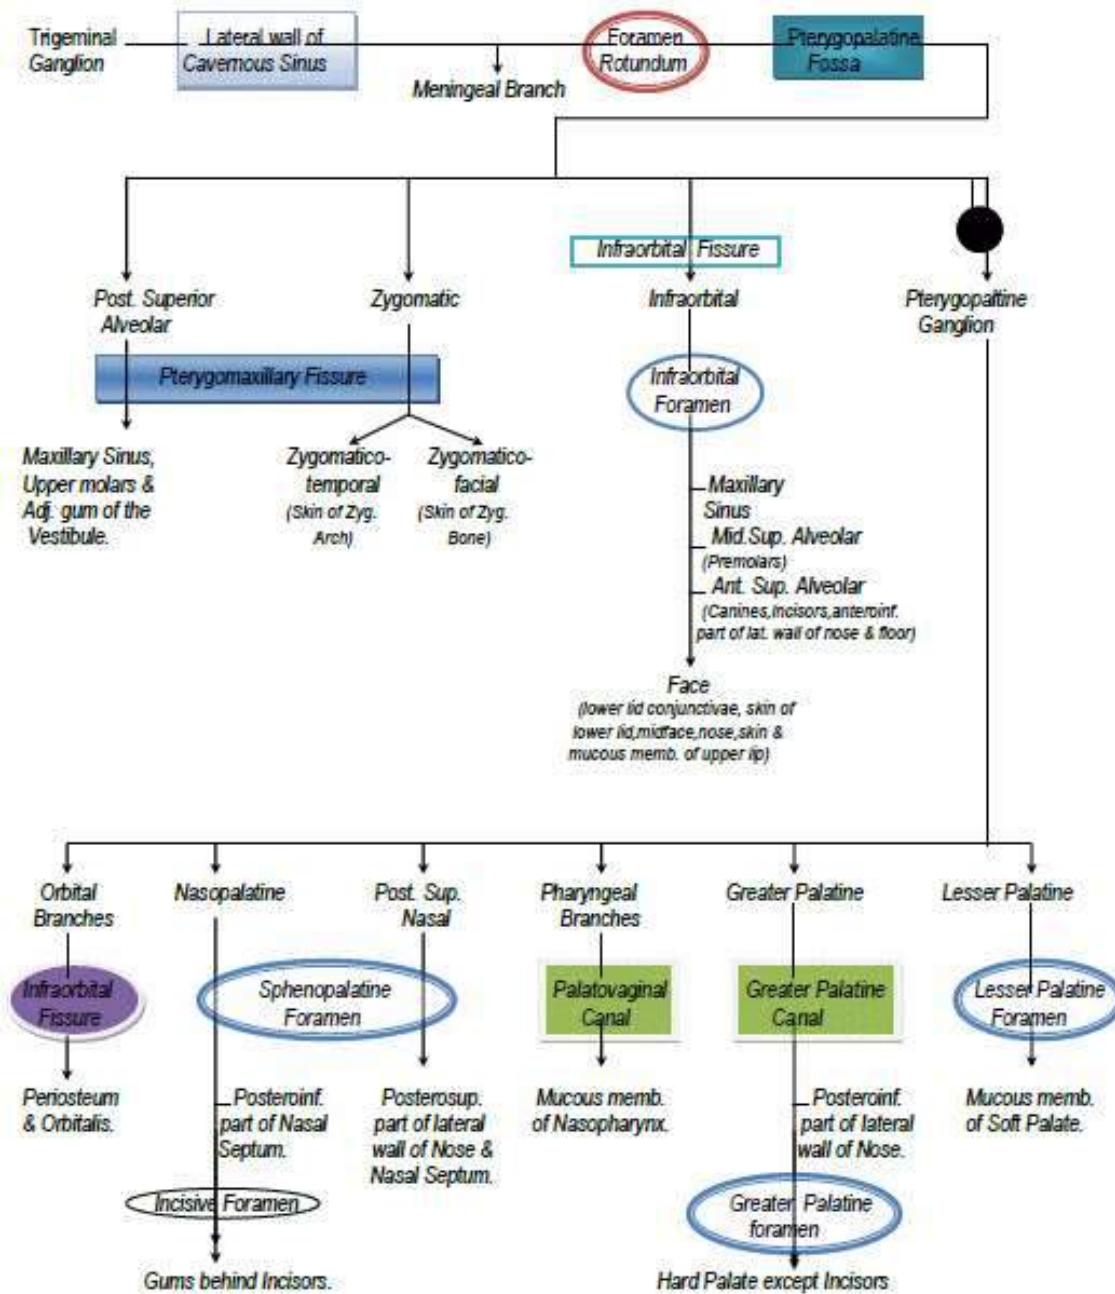 Trigeminal
Ganglion
Lateral wall of
Cavernous Sinus
Foramen
Rotundum
Pterygopalatine
Fossa
Meningeal Branch
Infraorbital Fissure
Post. Superior
Alveolar
Zygomatic
Infraorbital
Pterygopaltine
Ganglion
Pterygomaxillary Fissure
Infraorbital
Foramen
Maxillary Sinus,
Upper molars &
Adj. gum of the
Vestibule.
Zygomatico-
temporal
(Skin of Zyg.
Arch)
Zygomatico-
facial
(Skin of Zyg.
Bone)
Maxillary
Sinus
Mid.Sup. Alveolar
(Premolars)
Ant. Sup. Alveolar
(Canines,Incisors,anteroinf.
part of lat. wall of nose & floor)
Face
(lower lid conjunctivae, skin of
lower lid,midface,nose,skin &
mucous memb. of upper lip)
Orbital
Branches
Nasopalatine
Post. Sup.
Nasal
Pharyngeal
Branches
Greater Palatine
Lesser Palatine
Infraorbital
Fissure
Sphenopalatine
Foramen
Palatovaginal
Canal
Greater Palatine
Canal
Lesser Palatine
Foramen
Periosteum
& Orbitalis.
Posteroinf.
part of Nasal
Septum.
Posterosup.
part of lateral
wall of Nose &
Nasal Septum.
Mucous memb.
of Nasopharynx.
Posteroinf.
part of lateral
wall of Nose.
Mucous memb.
of Soft Palate.
Incisive Foramen
Greater Palatine
foramen
Gums behind Incisors.
Hard Palate except Incisors